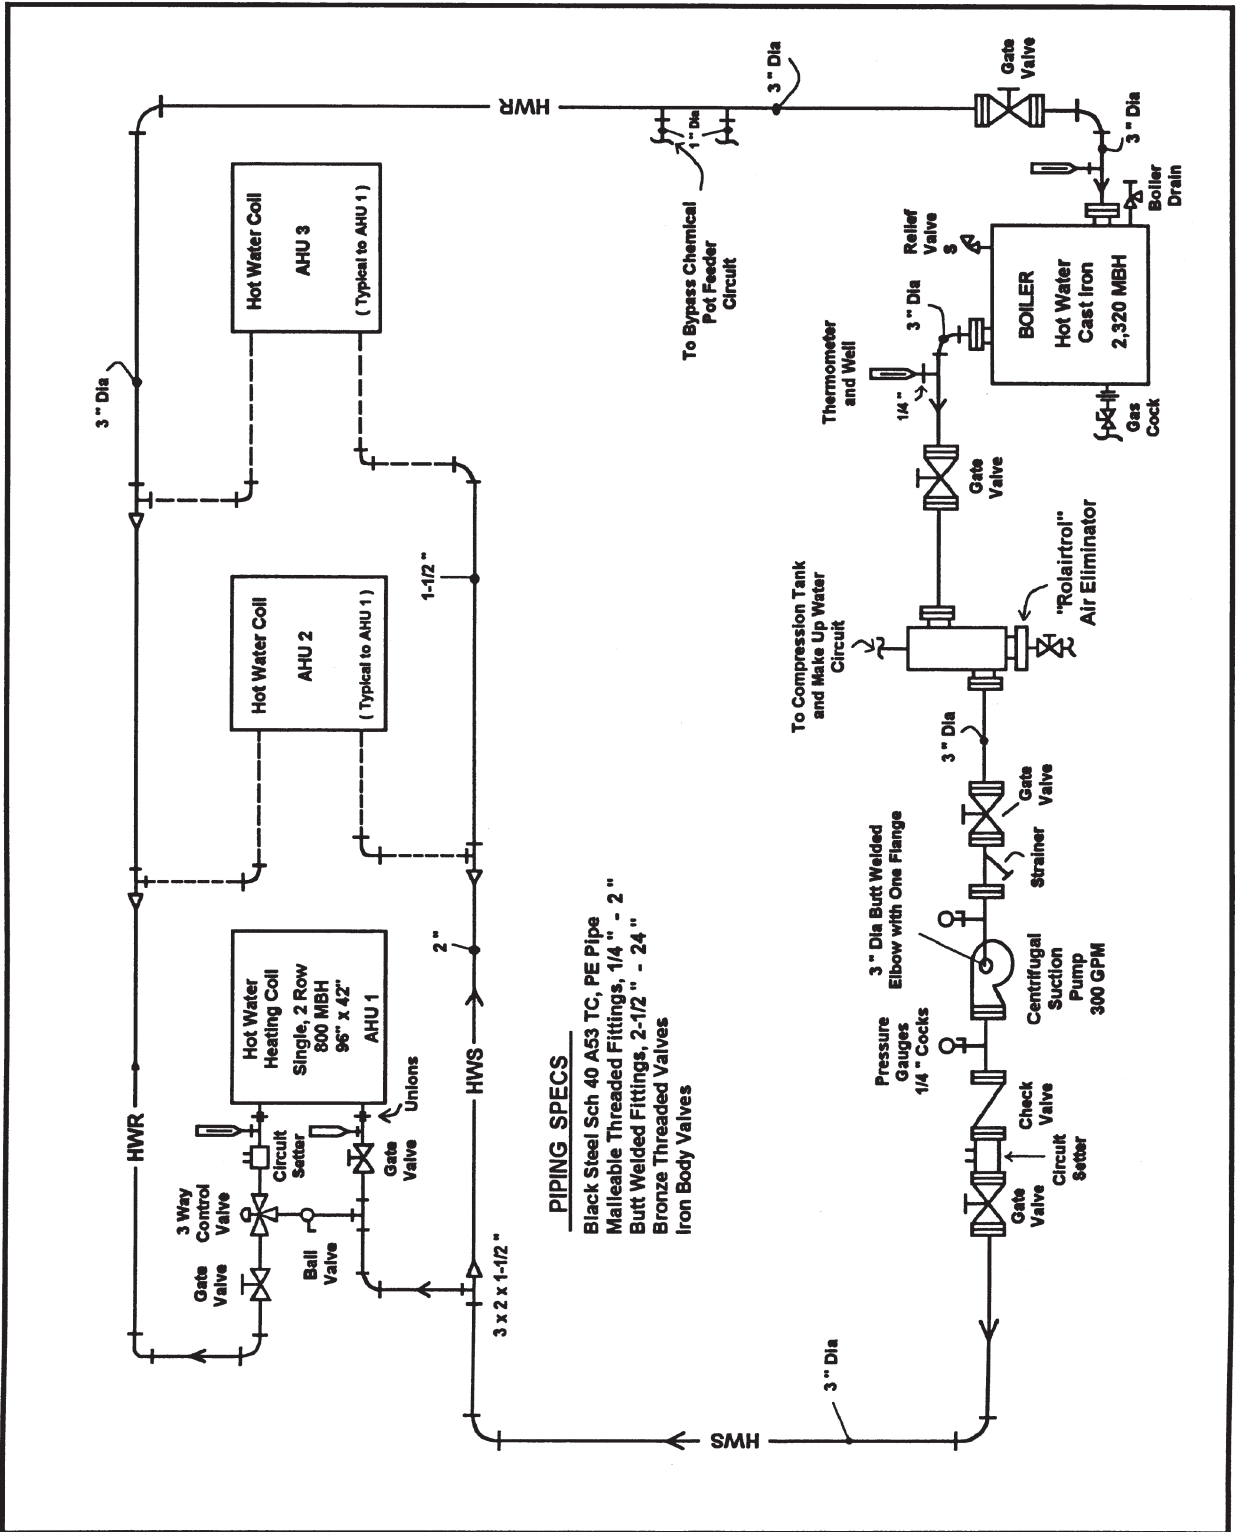 HWR
3 " Dia
Hot Water
Heating Coil
Single, 2 Row
800 MBH
96" x 42"
AHU 1
Hot Water Coil
AHU 2
( Typical to AHU 1 )
Hot Water Coil
AHU 3
( Typical to AHU 1 )
Gate
Valve
3 Way
Control
Valve
Circuit
Setter
Ball
Valve
Gate
Valve
Unions
3 x 2 x 1-1/2 "
HWS
2 "
1-1/2 "
HWR
1 " Dia
To Bypass Chemical
Pot Feeder
Circuit
3 " Dia
Gate
Valve
3 " Dia
Boiler
Drain
Relief
Valve
S
BOILER
Hot Water
Cast Iron
2,320 MBH
Gas
Cock
3 " Dia
Thermometer
and Well
1/4 "
Gate
Valve
To Compression Tank
and Make Up Water
Circuit
"Rolairtrol"
Air Eliminator
3 " Dia
Gate
Valve
Strainer
3 " Dia Butt Welded
Elbow with One Flange
Centrifugal
Suction
Pump
300 GPM
Pressure
Gauges
1/4 " Cocks
Check
Valve
Circuit
Setter
Gate
Valve
3 " Dia
HWS
PIPING SPECS
Black Steel Sch 40 A53 TC, PE Pipe
Malleable Threaded Fittings, 1/4 " - 2 "
Butt Welded Fittings, 2-1/2 " - 24 "
Bronze Threaded Valves
Iron Body Valves